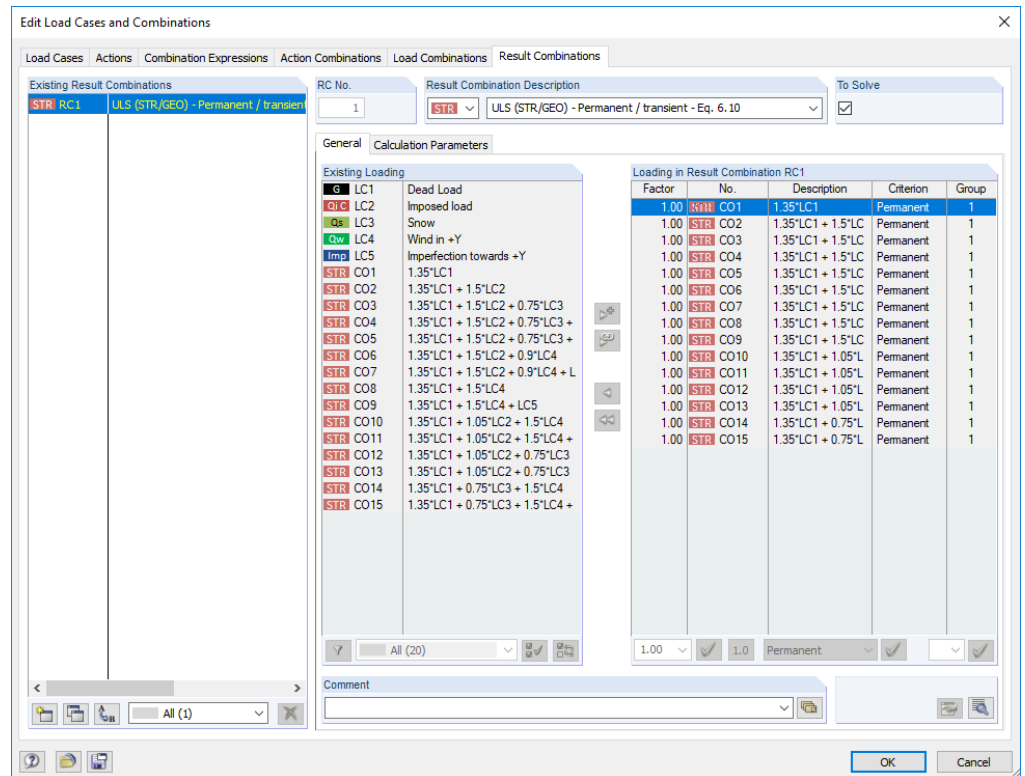 Edit Load Cases and Combinations
Load Cases Actions Combination Expressions Action Combinations Load Combinations Result Combinations
Existing Result Combinations
STR RC1 ULS (STR/GEO) - Permanent / transient
RC No.
1
Result Combination Description
STR ULS (STR/GEO) - Permanent / transient - Eq. 6.10
To Solve
General Calculation Parameters
Existing Loading
G LC1 Dead Load
Qi C LC2 Imposed load
Qs LC3 Snow
Qw LC4 Wind in +Y
Imp LC5 Imperfection towards +Y
STR CO1 1.35*LC1
STR CO2 1.35*LC1 + 1.5*LC2
STR CO3 1.35*LC1 + 1.5*LC2 + 0.75*LC3
STR CO4 1.35*LC1 + 1.5*LC2 + 0.75*LC3 +
STR CO5 1.35*LC1 + 1.5*LC2 + 0.75*LC3 +
STR CO6 1.35*LC1 + 1.5*LC2 + 0.9*LC4
STR CO7 1.35*LC1 + 1.5*LC2 + 0.9*LC4 + L
STR CO8 1.35*LC1 + 1.5*LC4
STR CO9 1.35*LC1 + 1.5*LC4 + LC5
STR CO10 1.35*LC1 + 1.05*LC2 + 1.5*LC4
STR CO11 1.35*LC1 + 1.05*LC2 + 1.5*LC4 +
STR CO12 1.35*LC1 + 1.05*LC2 + 0.75*LC3
STR CO13 1.35*LC1 + 1.05*LC2 + 0.75*LC3
STR CO14 1.35*LC1 + 0.75*LC3 + 1.5*LC4
STR CO15 1.35*LC1 + 0.75*LC3 + 1.5*LC4 +
All (20)
Loading in Result Combination RC1
Factor No. Description Criterion Group
1.00 STR CO1 1.35*LC1 Permanent 1
1.00 STR CO2 1.35*LC1 + 1.5*LC Permanent 1
1.00 STR CO3 1.35*LC1 + 1.5*LC Permanent 1
1.00 STR CO4 1.35*LC1 + 1.5*LC Permanent 1
1.00 STR CO5 1.35*LC1 + 1.5*LC Permanent 1
1.00 STR CO6 1.35*LC1 + 1.5*LC Permanent 1
1.00 STR CO7 1.35*LC1 + 1.5*LC Permanent 1
1.00 STR CO8 1.35*LC1 + 1.5*LC Permanent 1
1.00 STR CO9 1.35*LC1 + 1.5*LC Permanent 1
1.00 STR CO10 1.35*LC1 + 1.05*L Permanent 1
1.00 STR CO11 1.35*LC1 + 1.05*L Permanent 1
1.00 STR CO12 1.35*LC1 + 1.05*L Permanent 1
1.00 STR CO13 1.35*LC1 + 1.05*L Permanent 1
1.00 STR CO14 1.35*LC1 + 0.75*L Permanent 1
1.00 STR CO15 1.35*LC1 + 0.75*L Permanent 1
1.00 1.0 Permanent
Comment
All (1)
OK Cancel